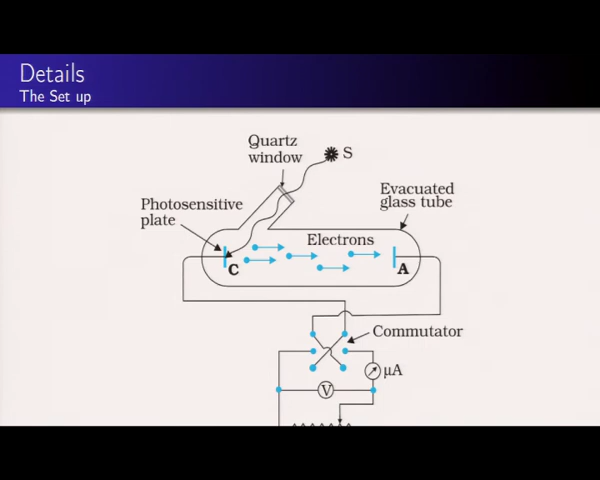 Details
The Set up
Quartz
window
S
Photosensitive
plate
Evacuated
glass tube
Electrons
C
A
Commutator
μA
V